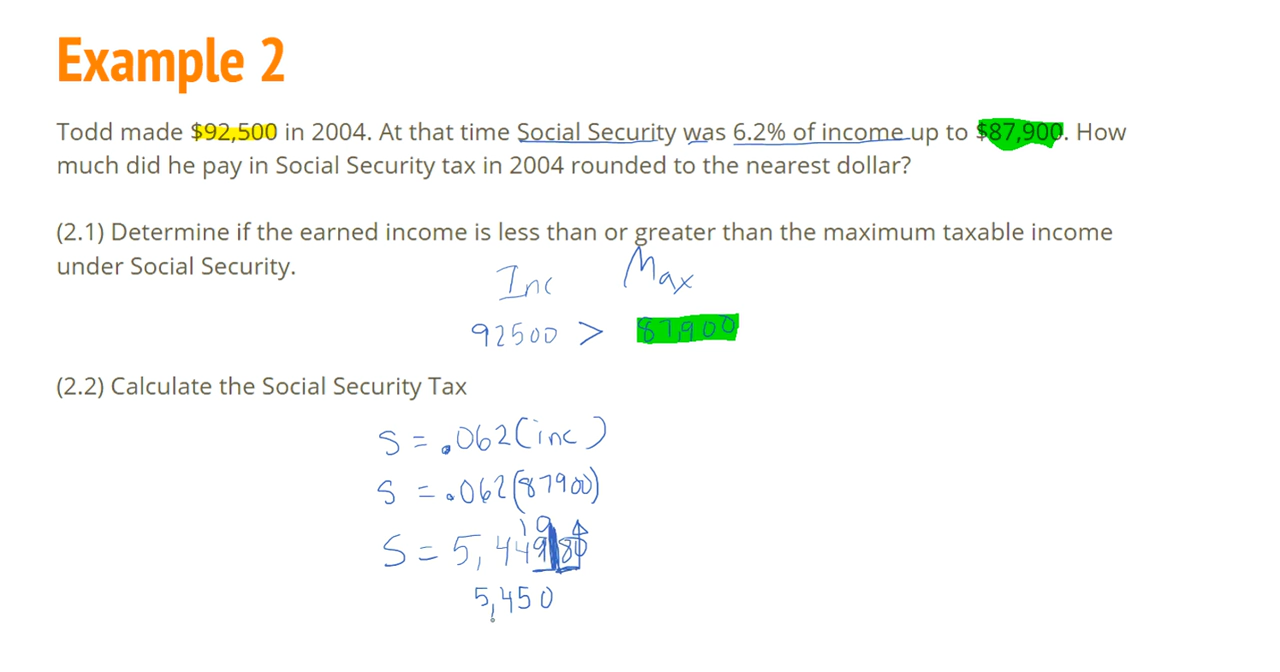 Example 2
Todd made $92,500 in 2004. At that time Social Security was 6.2% of income up to $87,900. How
much did he pay in Social Security tax in 2004 rounded to the nearest dollar?
(2.1) Determine if the earned income is less than or greater than the maximum taxable income
under Social Security.
Inc Max
92500 > 87,900
(2.2) Calculate the Social Security Tax
S = .062(inc)
S = .062(87900)
1 0
S = 5,449.80
5,450